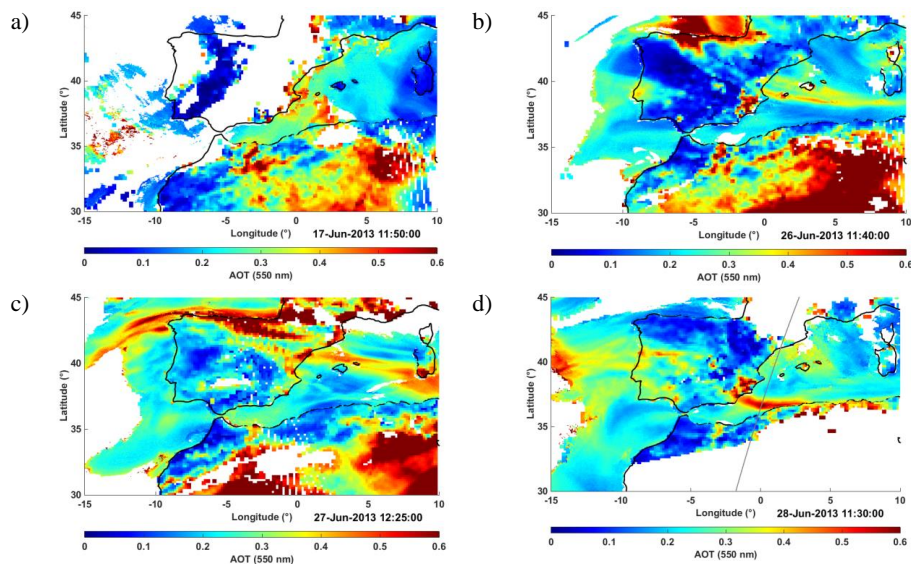 a)
45
40
35
30
Latitude (°)
-15 -10 -5 0 5 10
Longitude (°) 17-Jun-2013 11:50:00
0 0.1 0.2 0.3 0.4 0.5 0.6
AOT (550 nm)
b)
45
40
35
30
Latitude (°)
-15 -10 -5 0 5 10
Longitude (°) 26-Jun-2013 11:40:00
0 0.1 0.2 0.3 0.4 0.5 0.6
AOT (550 nm)
c)
45
40
35
30
Latitude (°)
-15 -10 -5 0 5 10
Longitude (°) 27-Jun-2013 12:25:00
0 0.1 0.2 0.3 0.4 0.5 0.6
AOT (550 nm)
d)
45
40
35
30
Latitude (°)
-15 -10 -5 0 5 10
Longitude (°) 28-Jun-2013 11:30:00
0 0.1 0.2 0.3 0.4 0.5 0.6
AOT (550 nm)